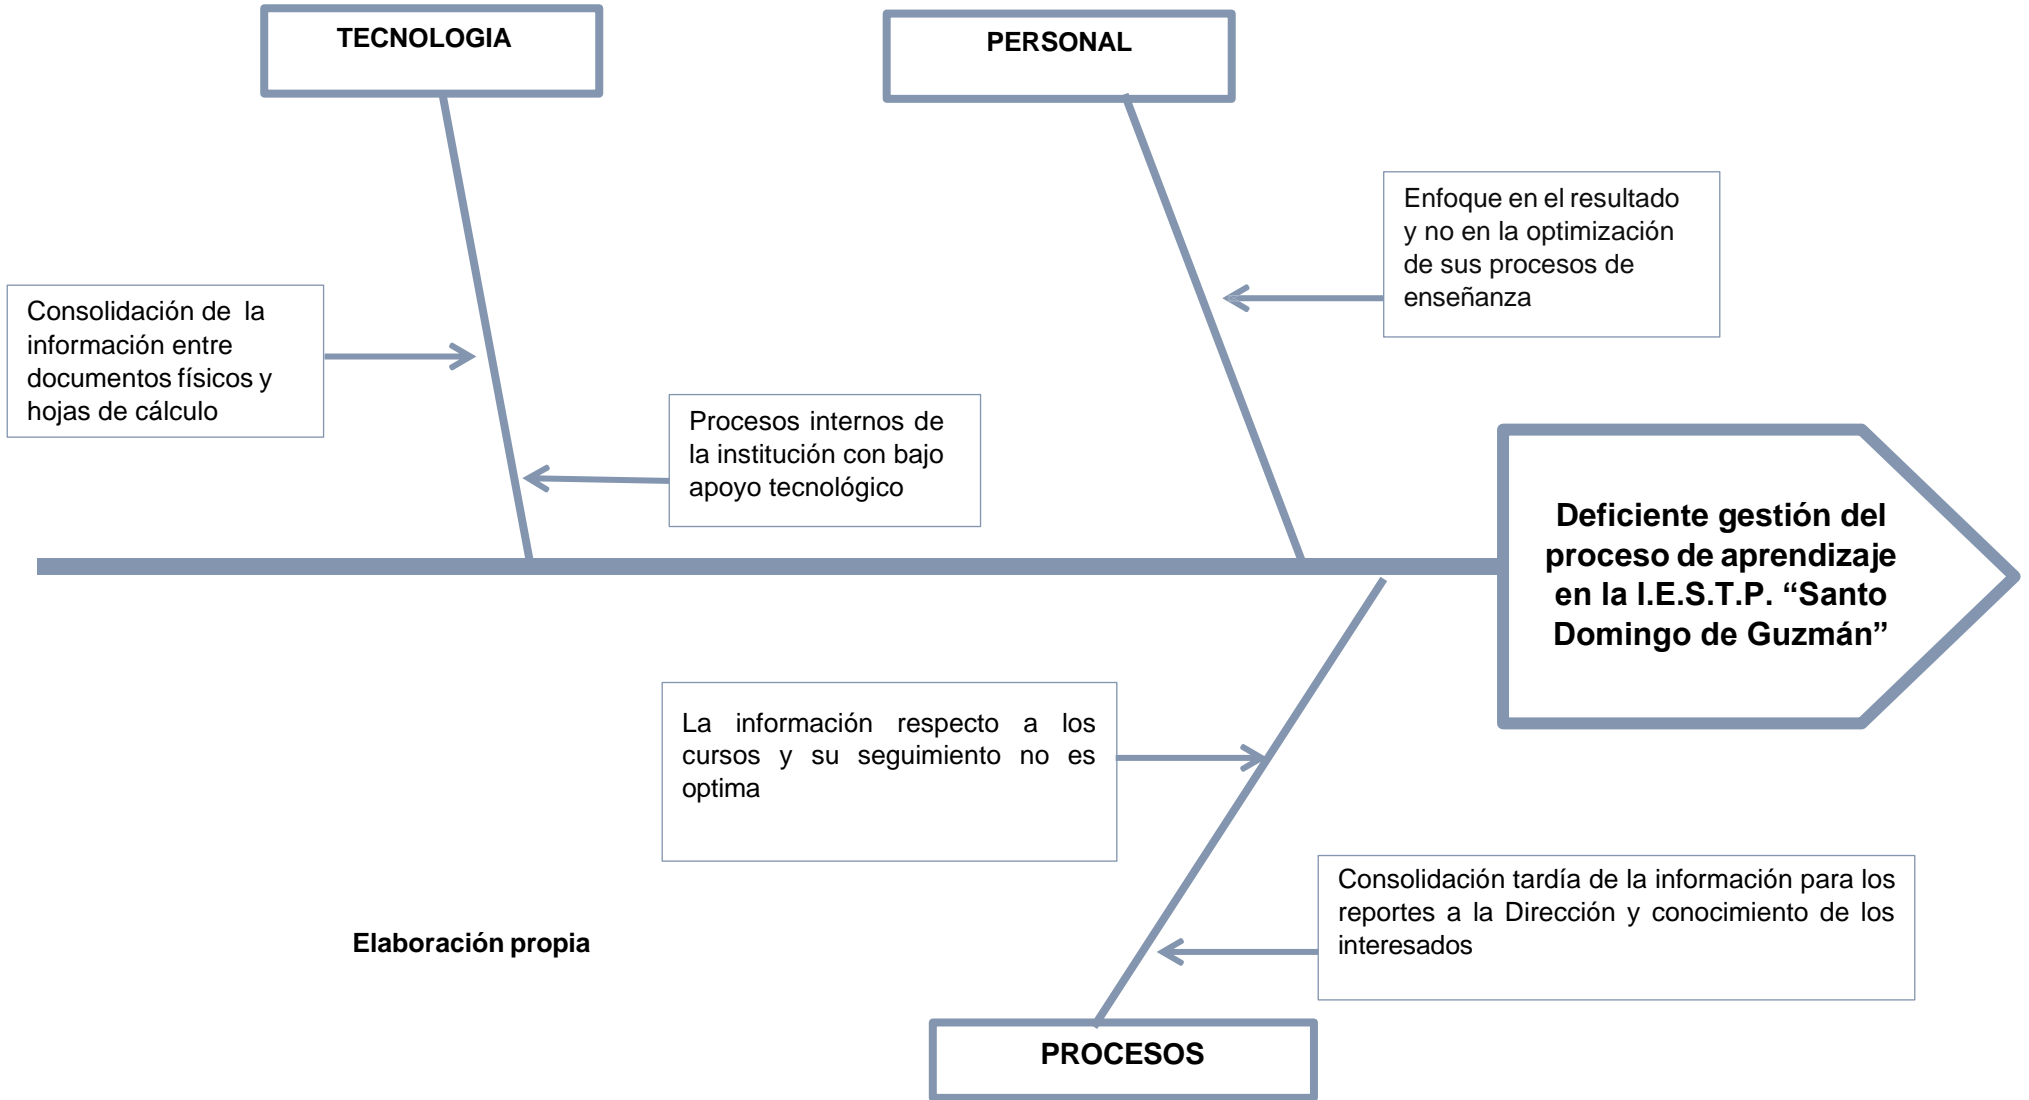 TECNOLOGIA
PERSONAL
Enfoque en el resultado
y no en la optimización
de sus procesos de
enseñanza
Consolidación de la
información entre
documentos físicos y
hojas de cálculo
Procesos internos de
la institución con bajo
apoyo tecnológico
Deficiente gestión del
proceso de aprendizaje
en la I.E.S.T.P. “Santo
Domingo de Guzmán”
La información respecto a los
cursos y su seguimiento no es
optima
Consolidación tardía de la información para los
reportes a la Dirección y conocimiento de los
interesados
Elaboración propia
PROCESOS